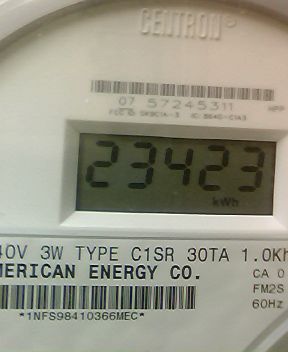 CENTRON®
07 57245311
23423
kWh
40V 3W TYPE C1SR 30TA 1.0Kh
MERICAN ENERGY CO.
CA 0
FM2S
60Hz
*1NFS98410366MEC*